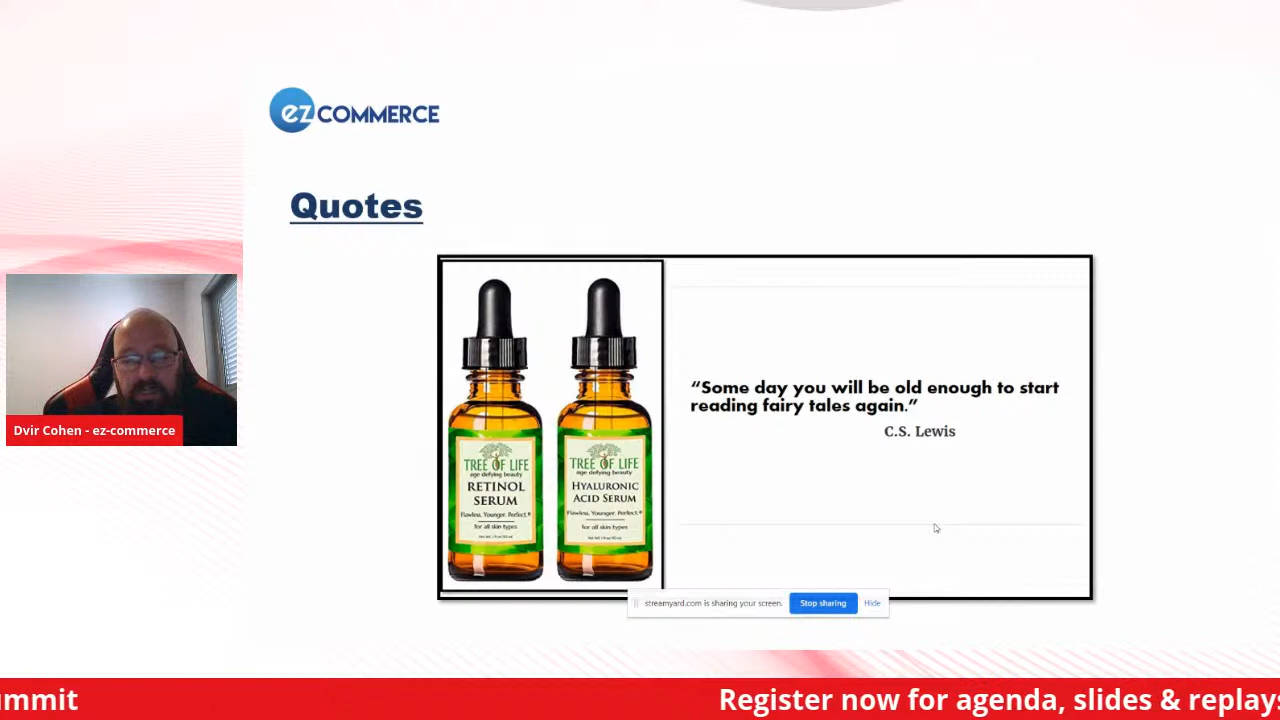 ez COMMERCE
Quotes
TREE OF LIFE
age defying beauty
RETINOL
SERUM
Flawless. Younger. Perfect.®
for all skin types
TREE OF LIFE
age defying beauty
HYALURONIC
ACID SERUM
Flawless. Younger. Perfect.®
for all skin types
“Some day you will be old enough to start
reading fairy tales again.”
C.S. Lewis
Dvir Cohen - ez-commerce
streamyard.com is sharing your screen.
Stop sharing
Hide
ummit
Register now for agenda, slides & replays